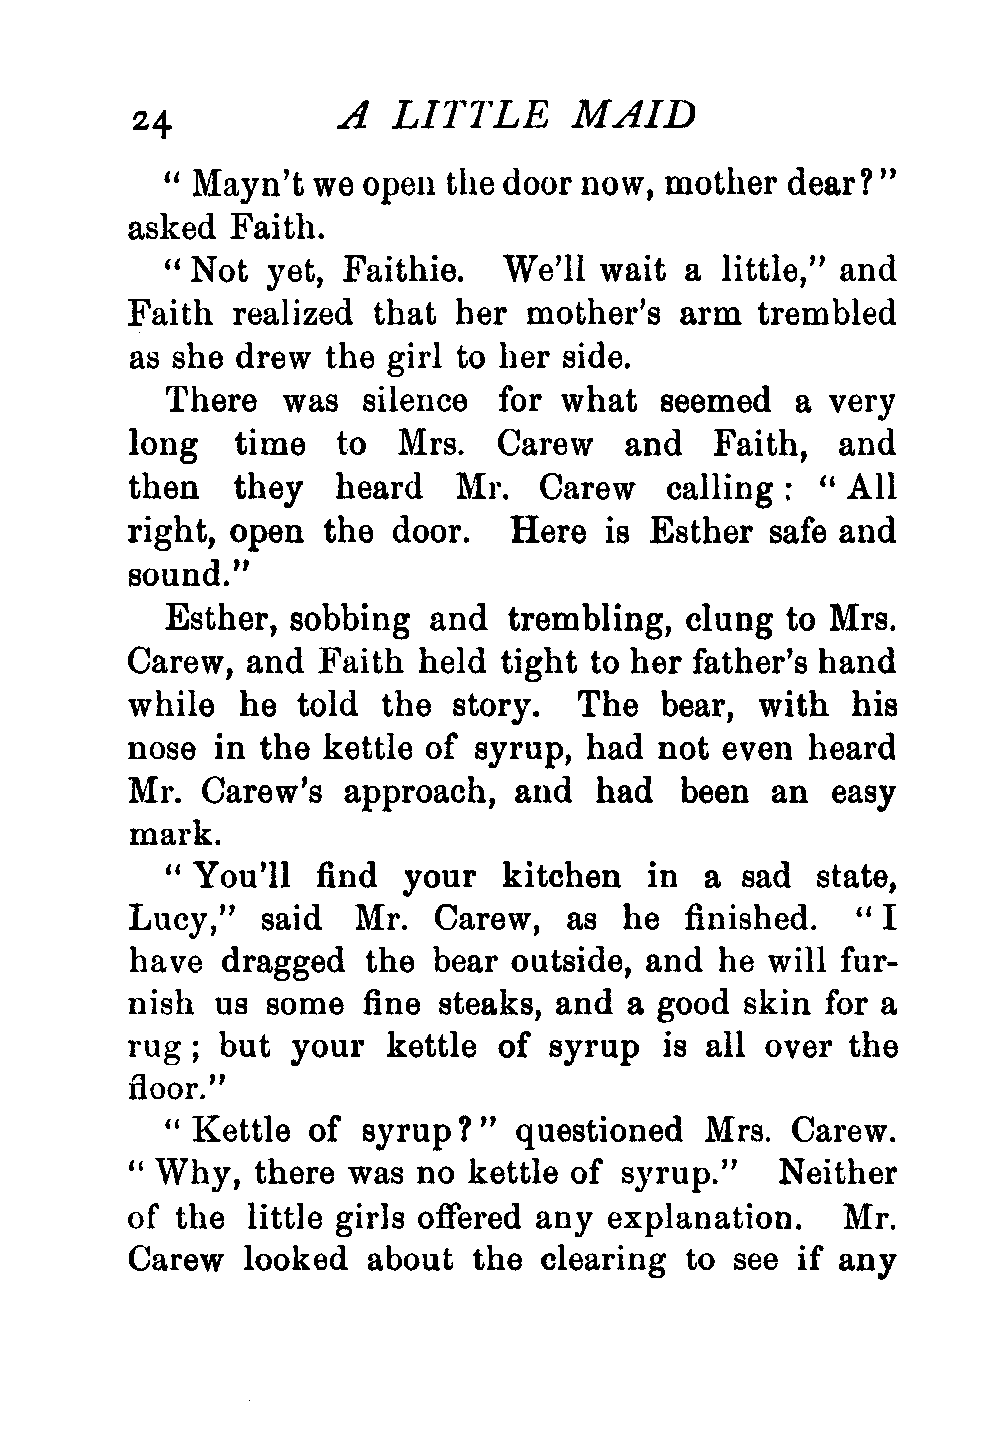 24 A LITTLE MAID
" Mayn't we open the door now, mother dear?"
asked Faith.
" Not yet, Faithie. We'll wait a little," and
Faith realized that her mother's arm trembled
as she drew the girl to her side.
There was silence for what seemed a very
long time to Mrs. Carew and Faith, and
then they heard Mr. Carew calling: " All
right, open the door. Here is Esther safe and
sound."
Esther, sobbing and trembling, clung to Mrs.
Carew, and Faith held tight to her father's hand
while he told the story. The bear, with his
nose in the kettle of syrup, had not even heard
Mr. Carew's approach, and had been an easy
mark.
" You'll find your kitchen in a sad state,
Lucy," said Mr. Carew, as he finished. " I
have dragged the bear outside, and he will fur-
nish us some fine steaks, and a good skin for a
rug; but your kettle of syrup is all over the
floor."
" Kettle of syrup?" questioned Mrs. Carew.
" Why, there was no kettle of syrup." Neither
of the little girls offered any explanation. Mr.
Carew looked about the clearing to see if any